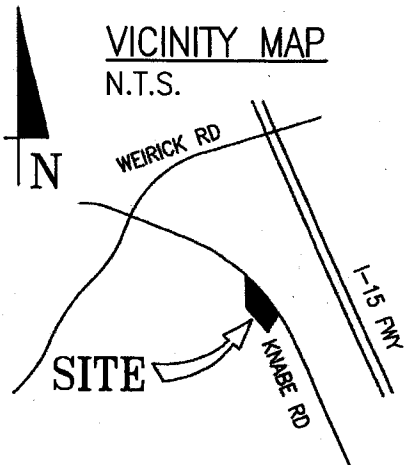 VICINITY MAP
N.T.S.
N
WEIRICK RD
I-15 FWY
SITE
KNABE RD